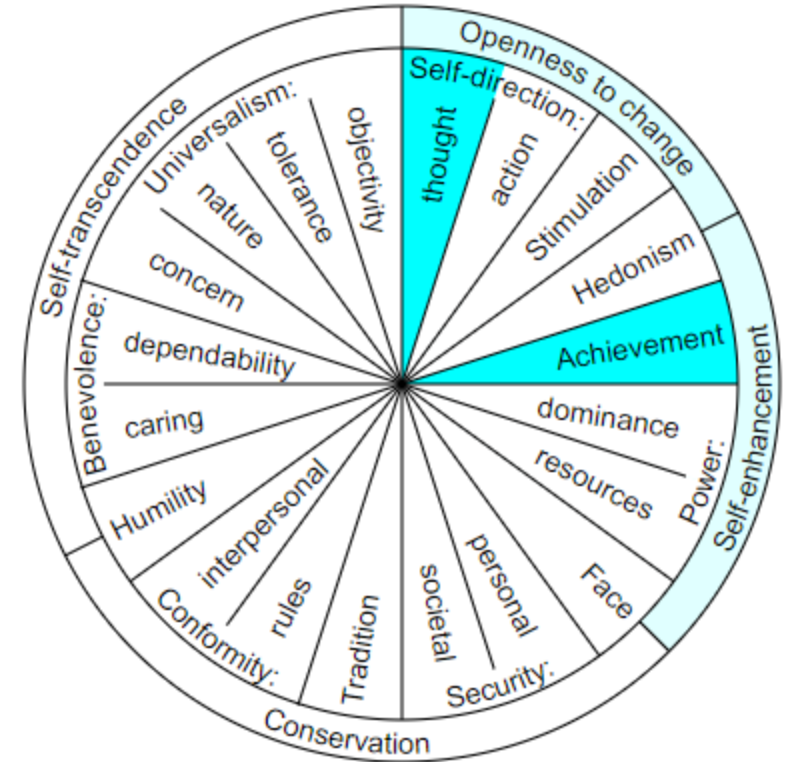 Openness to change
Self-direction:
thought
action
Stimulation
Hedonism
Self-enhancement
Achievement
Power:
dominance
resources
Face
Conservation
Security:
personal
societal
Tradition
Conformity:
rules
interpersonal
Humility
Self-transcendence
Benevolence:
caring
dependability
Universalism:
concern
nature
tolerance
objectivity